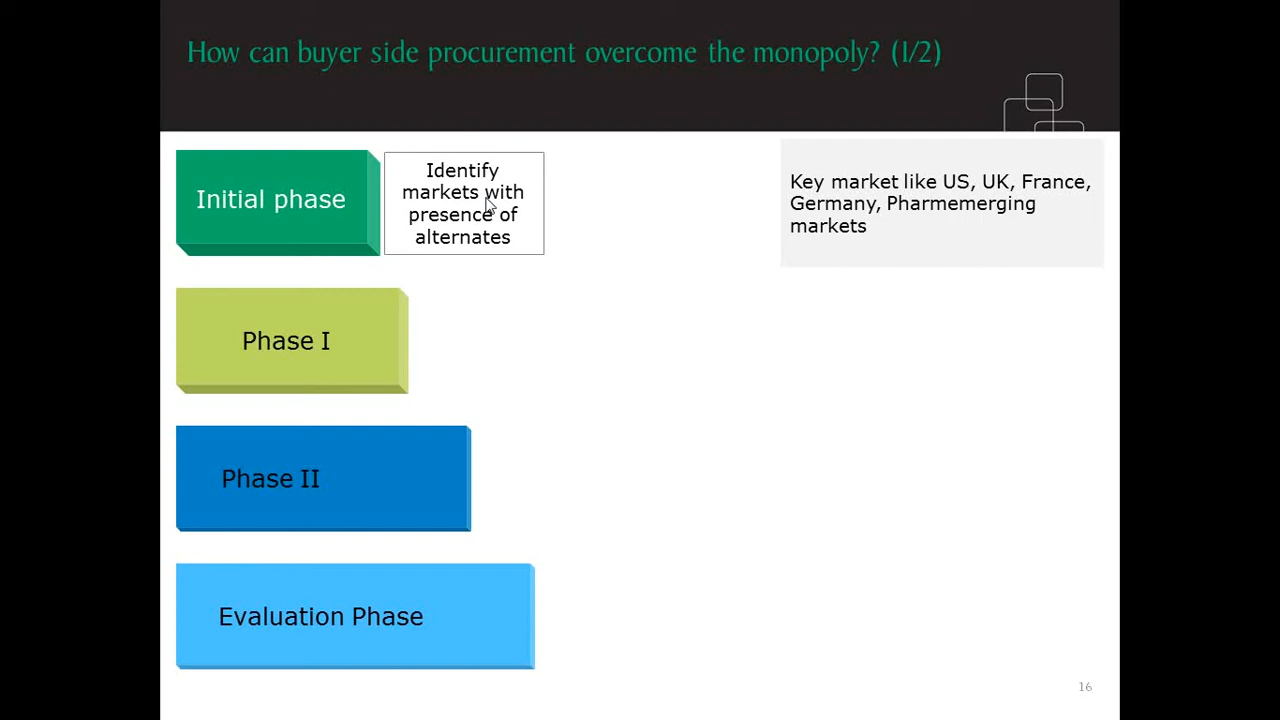 How can buyer side procurement overcome the monopoly? (1/2)
Initial phase
Identify
markets with
presence of
alternates
Key market like US, UK, France,
Germany, Pharmemerging
markets
Phase I
Phase II
Evaluation Phase
16